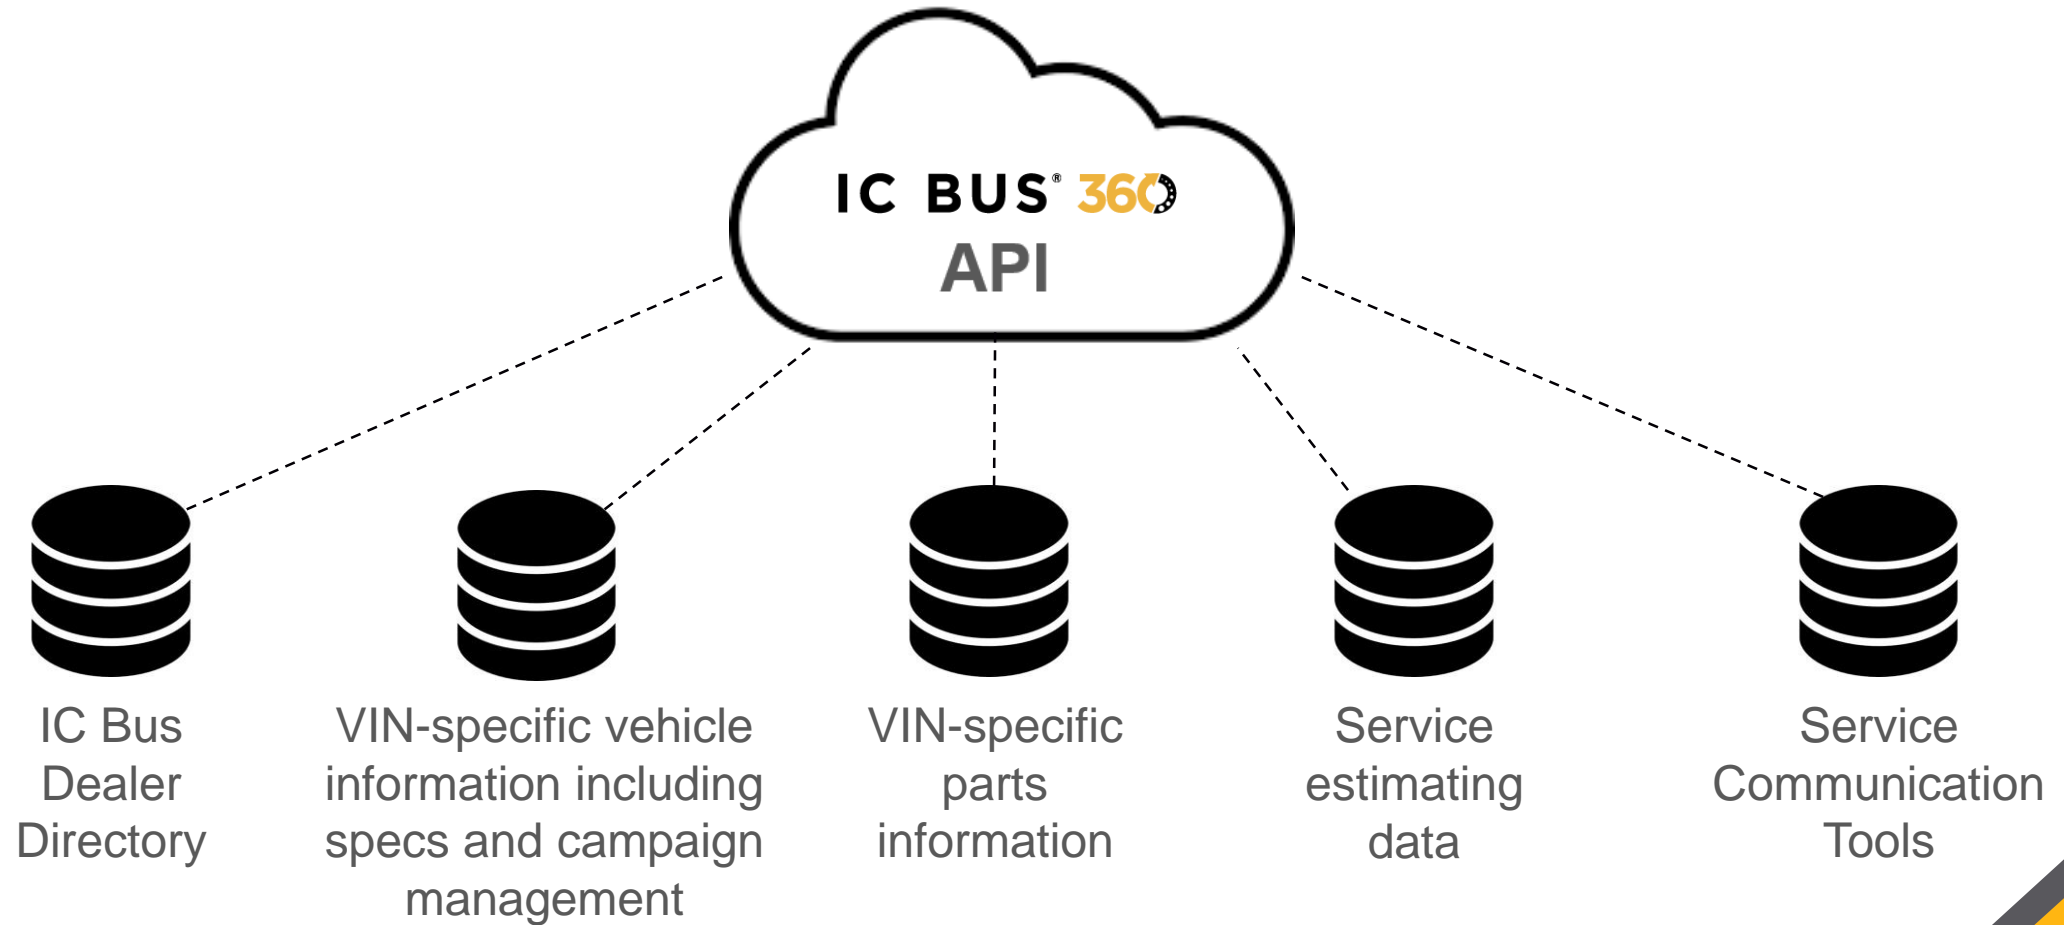 IC BUS® 360
API
IC Bus
Dealer
Directory
VIN-specific vehicle
information including
specs and campaign
management
VIN-specific
parts
information
Service
estimating
data
Service
Communication
Tools